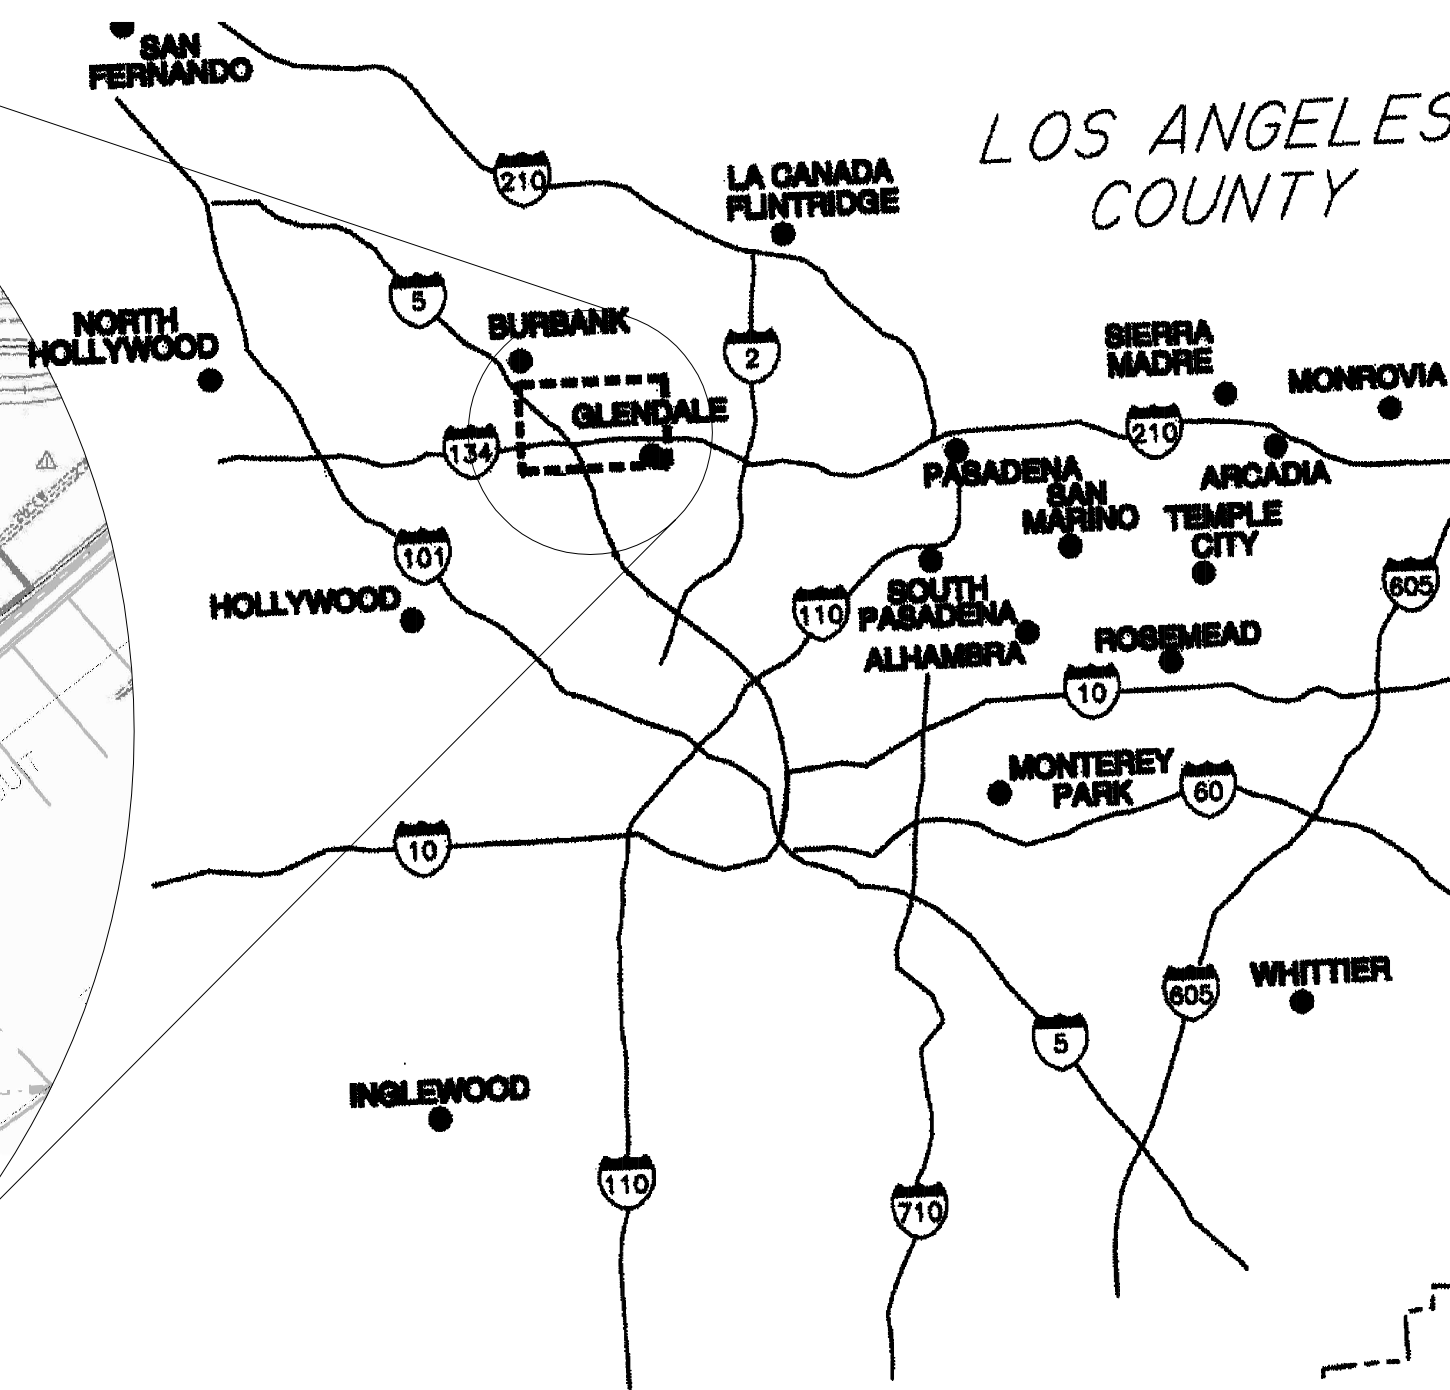 SAN
FERNANDO
LOS ANGELES
COUNTY
210
LA CANADA
FLINTRIDGE
5
BURBANK
NORTH
HOLLYWOOD
2
SIERRA
MADRE
MONROVIA
GLENDALE
134
210
PASADENA
ARCADIA
SAN
MARINO
TEMPLE
CITY
101
HOLLYWOOD
110
SOUTH
PASADENA
605
ALHAMBRA
ROSEMEAD
10
MONTEREY
PARK
60
10
605
WHITTIER
5
INGLEWOOD
110
710